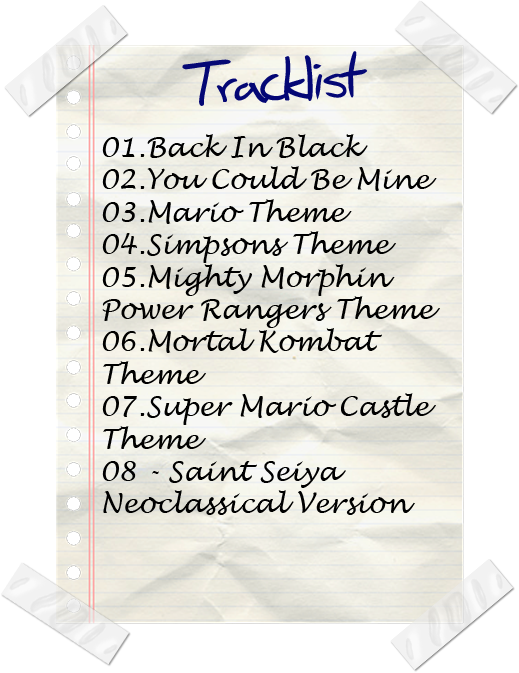 Tracklist
01.Back In Black
02.You Could Be Mine
03.Mario Theme
04.Simpsons Theme
05.Mighty Morphin
Power Rangers Theme
06.Mortal Kombat
Theme
07.Super Mario Castle
Theme
08 - Saint Seiya
Neoclassical Version